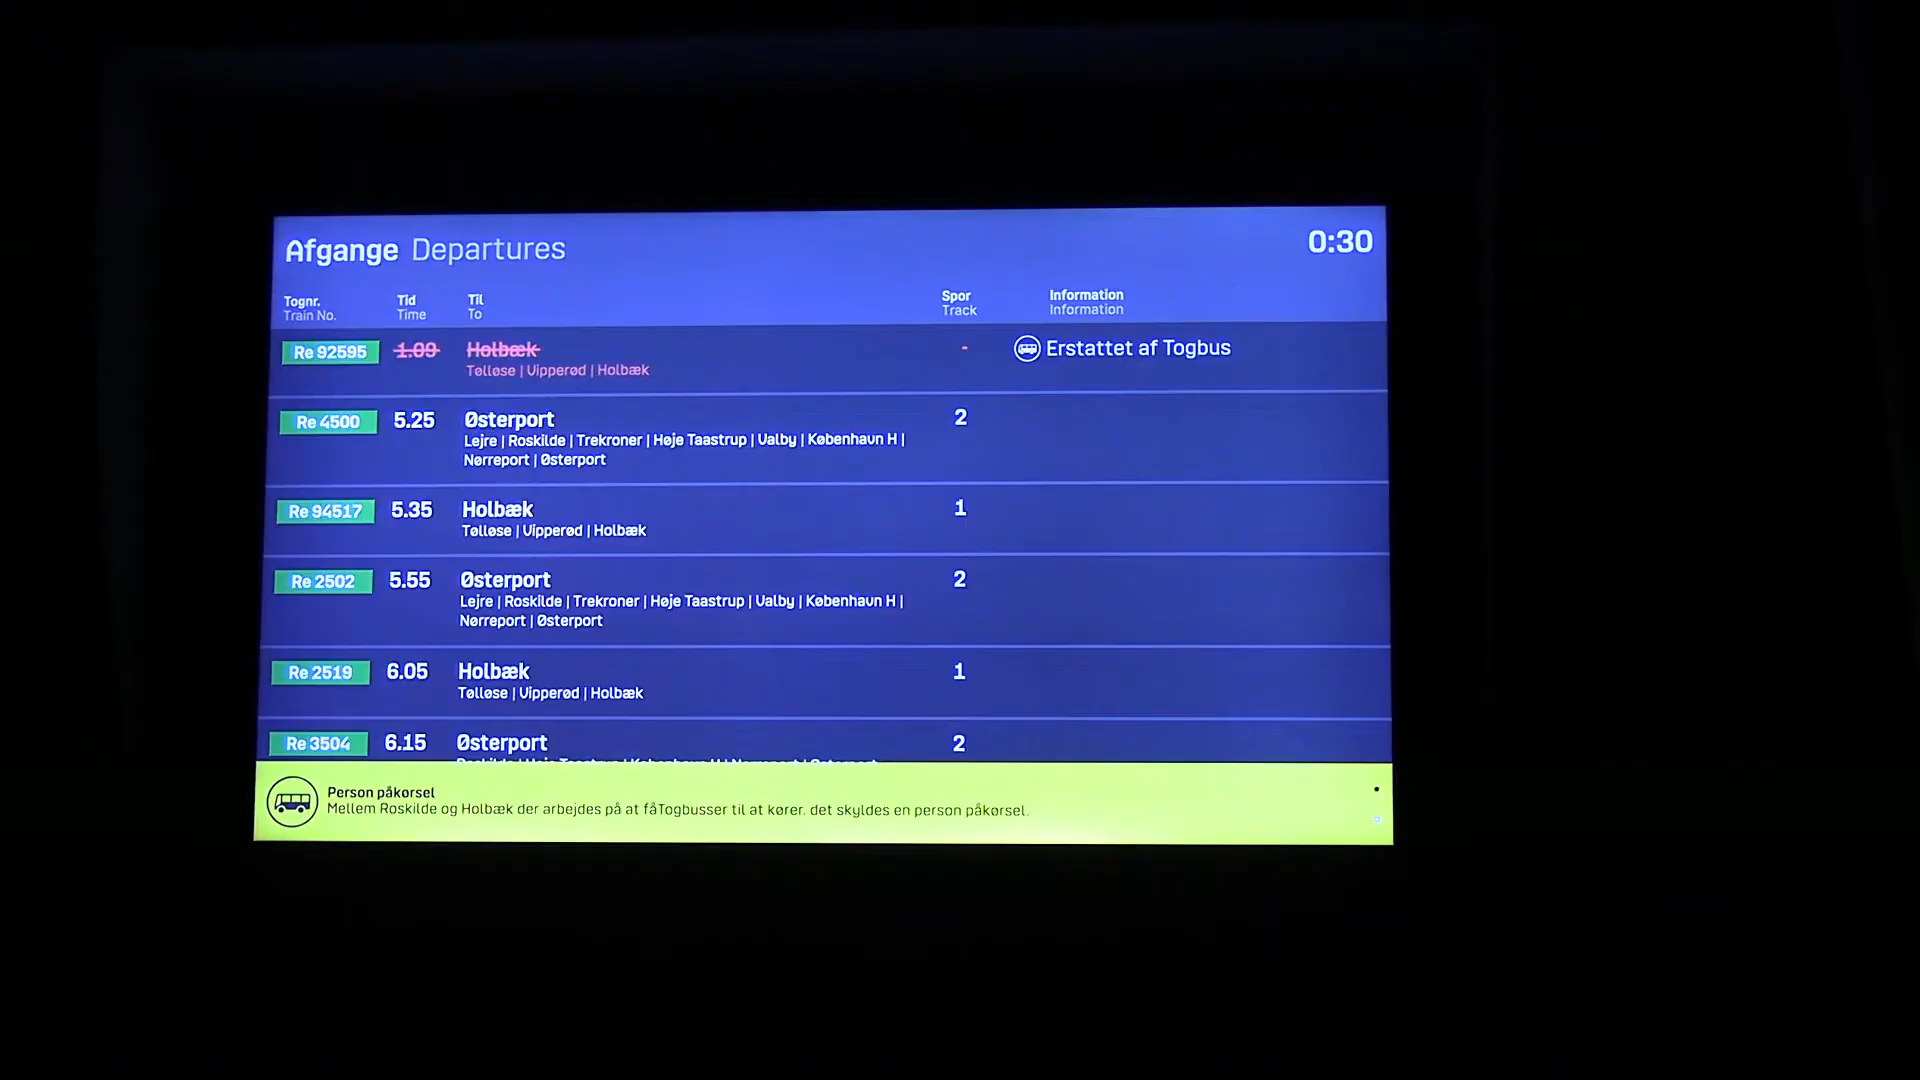 Afgange Departures 0:30
Tognr. Tid Til Spor Information
Train No. Time To Track Information
Re 92595 1.09 Holbæk - Erstattet af Togbus
Tølløse | Vipperød | Holbæk
Re 4500 5.25 Østerport 2
Lejre | Roskilde | Trekroner | Høje Taastrup | Valby | København H |
Nørreport | Østerport
Re 94517 5.35 Holbæk 1
Tølløse | Vipperød | Holbæk
Re 2502 5.55 Østerport 2
Lejre | Roskilde | Trekroner | Høje Taastrup | Valby | København H |
Nørreport | Østerport
Re 2519 6.05 Holbæk 1
Tølløse | Vipperød | Holbæk
Re 3504 6.15 Østerport 2
Person påkørsel
Mellem Roskilde og Holbæk der arbejdes på at fåTogbusser til at kører. det skyldes en person påkørsel.